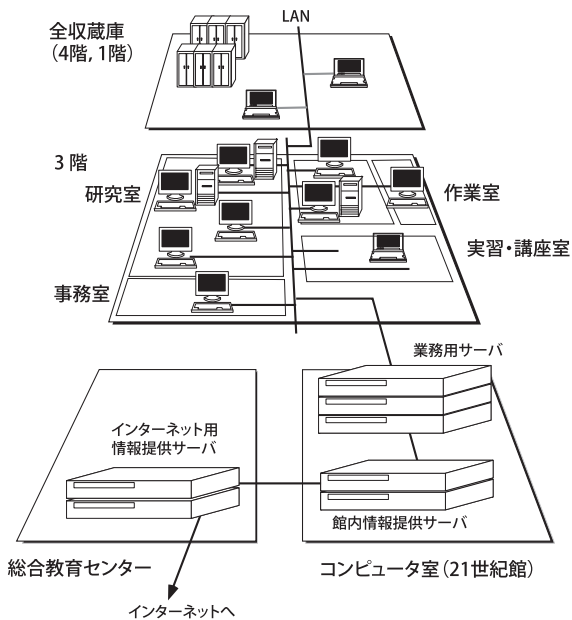 LAN
全収蔵庫
(4階, 1階)
3階
研究室
作業室
実習・講座室
事務室
業務用サーバ
インターネット用
情報提供サーバ
館内情報提供サーバ
総合教育センター
コンピュータ室(21世紀館)
インターネットへ